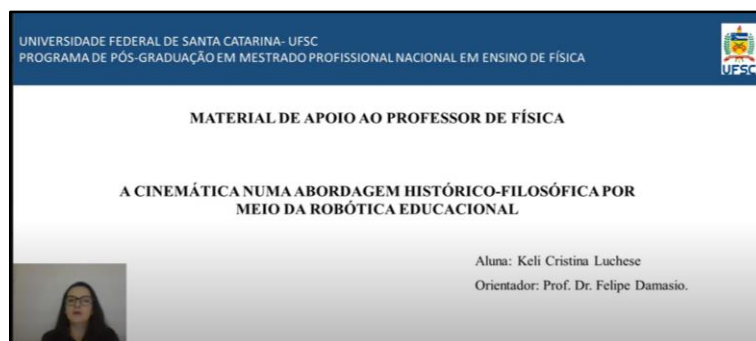 UNIVERSIDADE FEDERAL DE SANTA CATARINA- UFSC
PROGRAMA DE PÓS-GRADUAÇÃO EM MESTRADO PROFISSIONAL NACIONAL EM ENSINO DE FÍSICA
UFSC
MATERIAL DE APOIO AO PROFESSOR DE FÍSICA
A CINEMÁTICA NUMA ABORDAGEM HISTÓRICO-FILOSÓFICA POR
MEIO DA ROBÓTICA EDUCACIONAL
Aluna: Keli Cristina Luchese
Orientador: Prof. Dr. Felipe Damasio.